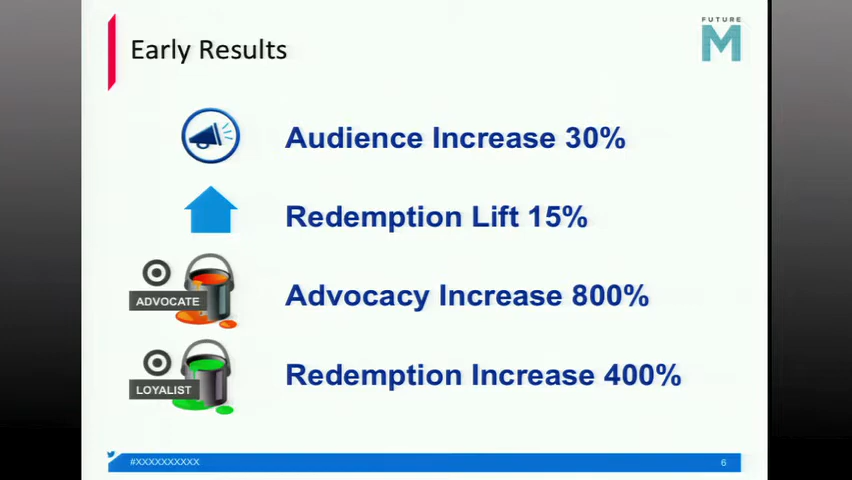 FUTURE
M
Early Results
Audience Increase 30%
Redemption Lift 15%
ADVOCATE
Advocacy Increase 800%
LOYALIST
Redemption Increase 400%
#XXXXXXXXXX
6